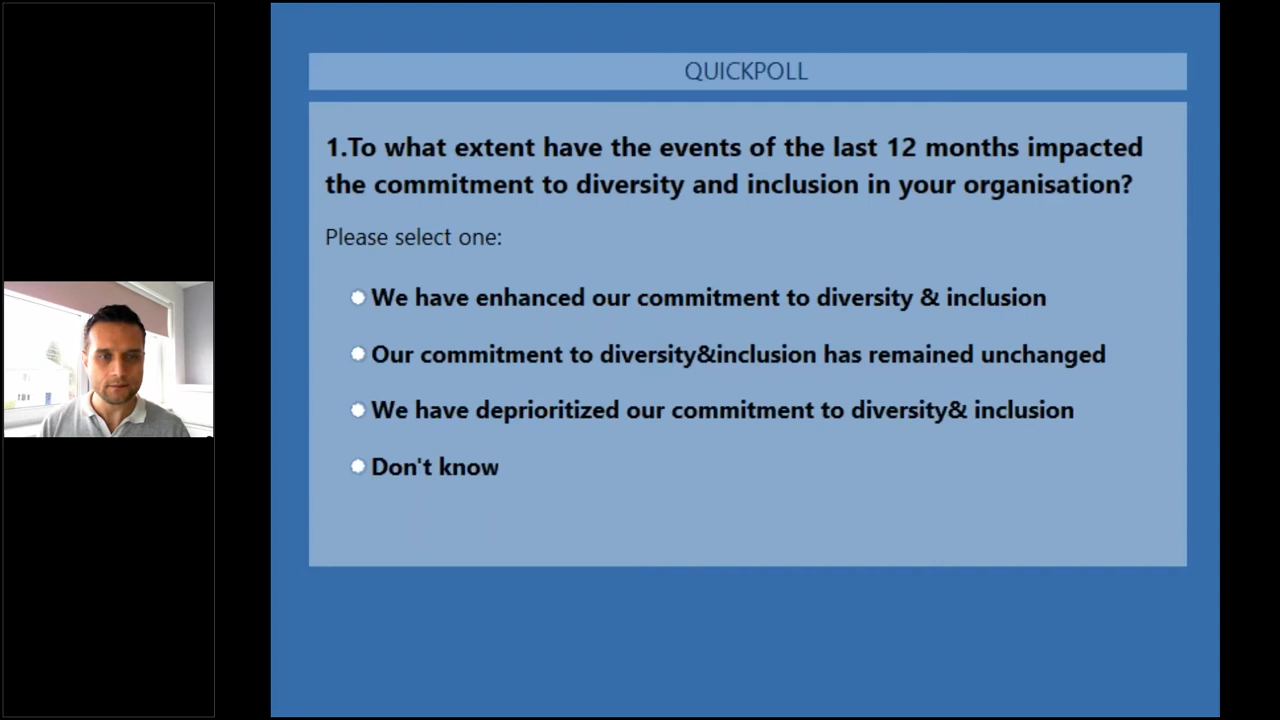 QUICKPOLL
1.To what extent have the events of the last 12 months impacted
the commitment to diversity and inclusion in your organisation?
Please select one:
We have enhanced our commitment to diversity & inclusion
Our commitment to diversity&inclusion has remained unchanged
We have deprioritized our commitment to diversity& inclusion
Don't know